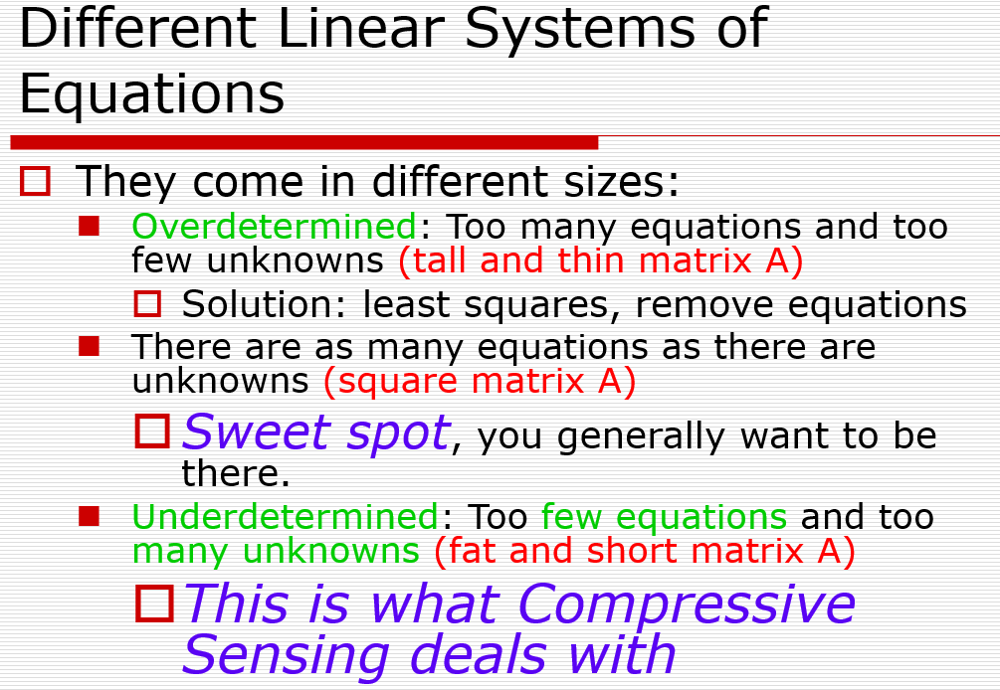 Different Linear Systems of
Equations
They come in different sizes:
Overdetermined: Too many equations and too
few unknowns (tall and thin matrix A)
Solution: least squares, remove equations
There are as many equations as there are
unknowns (square matrix A)
Sweet spot, you generally want to be
there.
Underdetermined: Too few equations and too
many unknowns (fat and short matrix A)
This is what Compressive
Sensing deals with